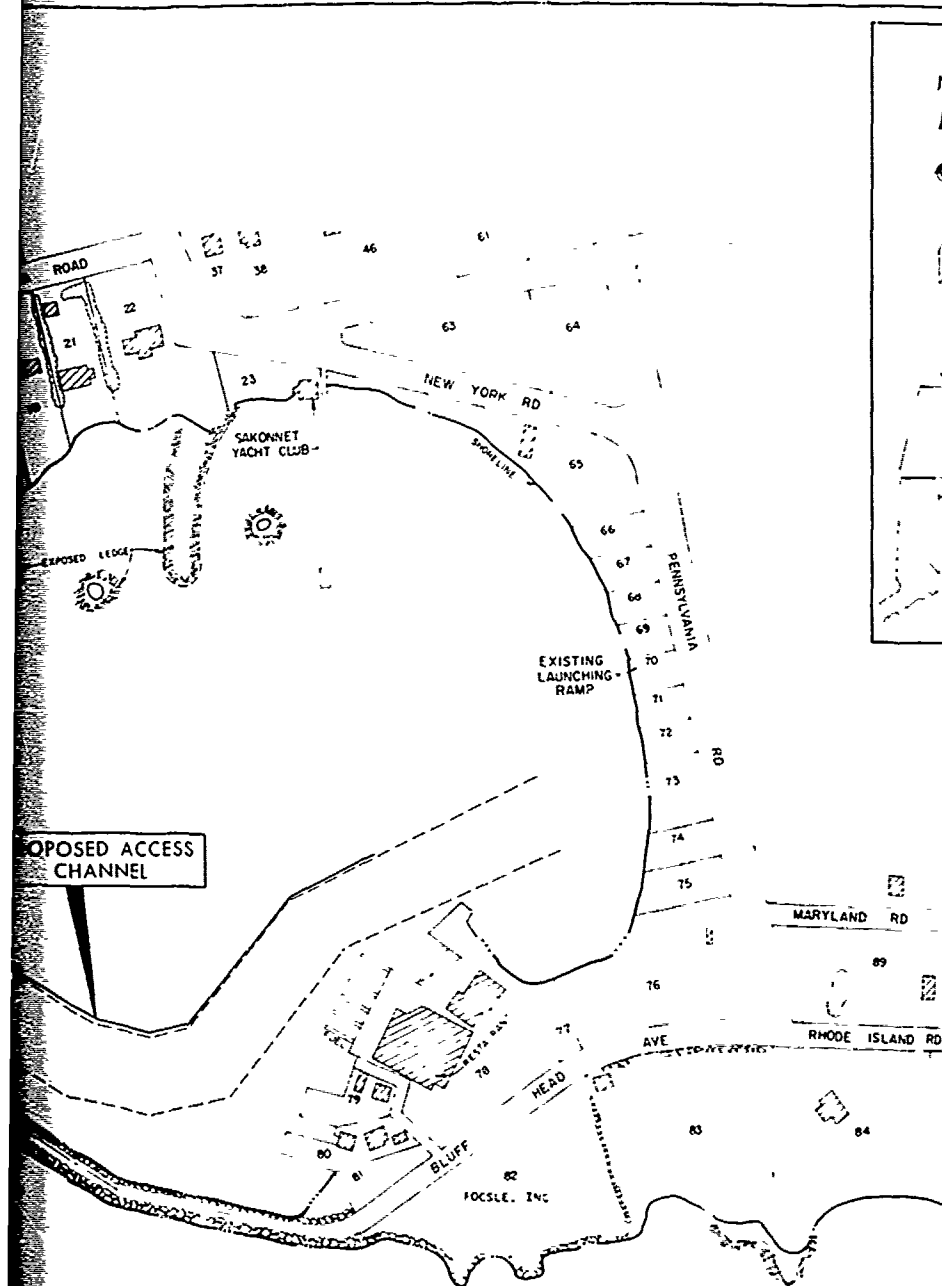 ROAD
37
38
46
61
22
21
63
64
23
NEW YORK RD
SAKONNET
YACHT CLUB
SHORELINE
65
66
67
68
69
70
71
72
73
74
75
PENNSYLVANIA
RD
EXPOSED LEDGE
EXISTING
LAUNCHING
RAMP
OPOSED ACCESS
CHANNEL
MARYLAND RD
89
76
77
AVE
RHODE ISLAND RD
78
HEAD
79
80
81
BLUFF
82
FOCSLE, INC
83
84